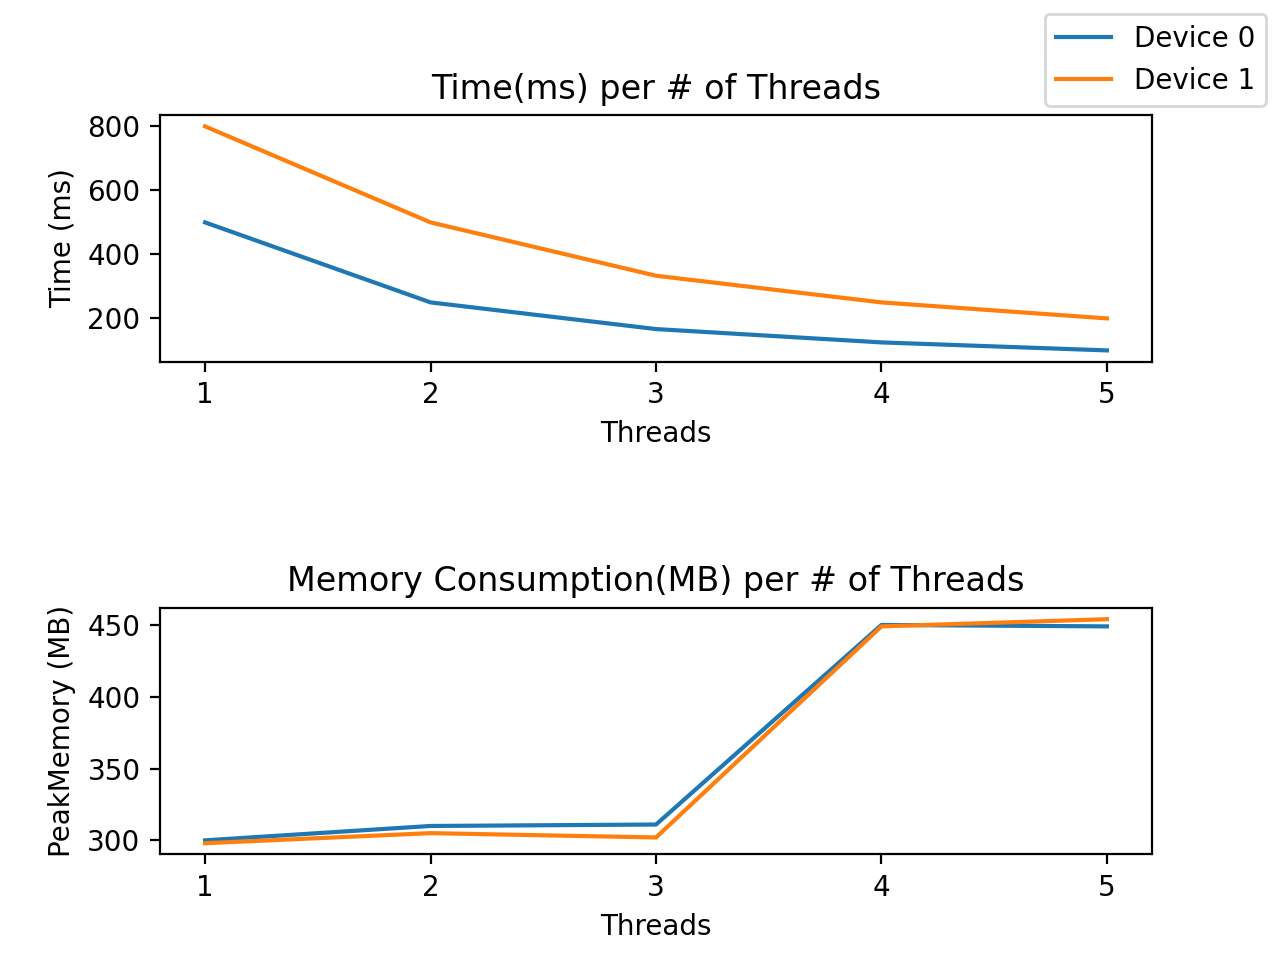 Device 0
Device 1
Time(ms) per # of Threads
Time (ms)
800
600
400
200
1 2 3 4 5
Threads
Memory Consumption(MB) per # of Threads
PeakMemory (MB)
450
400
350
300
1 2 3 4 5
Threads